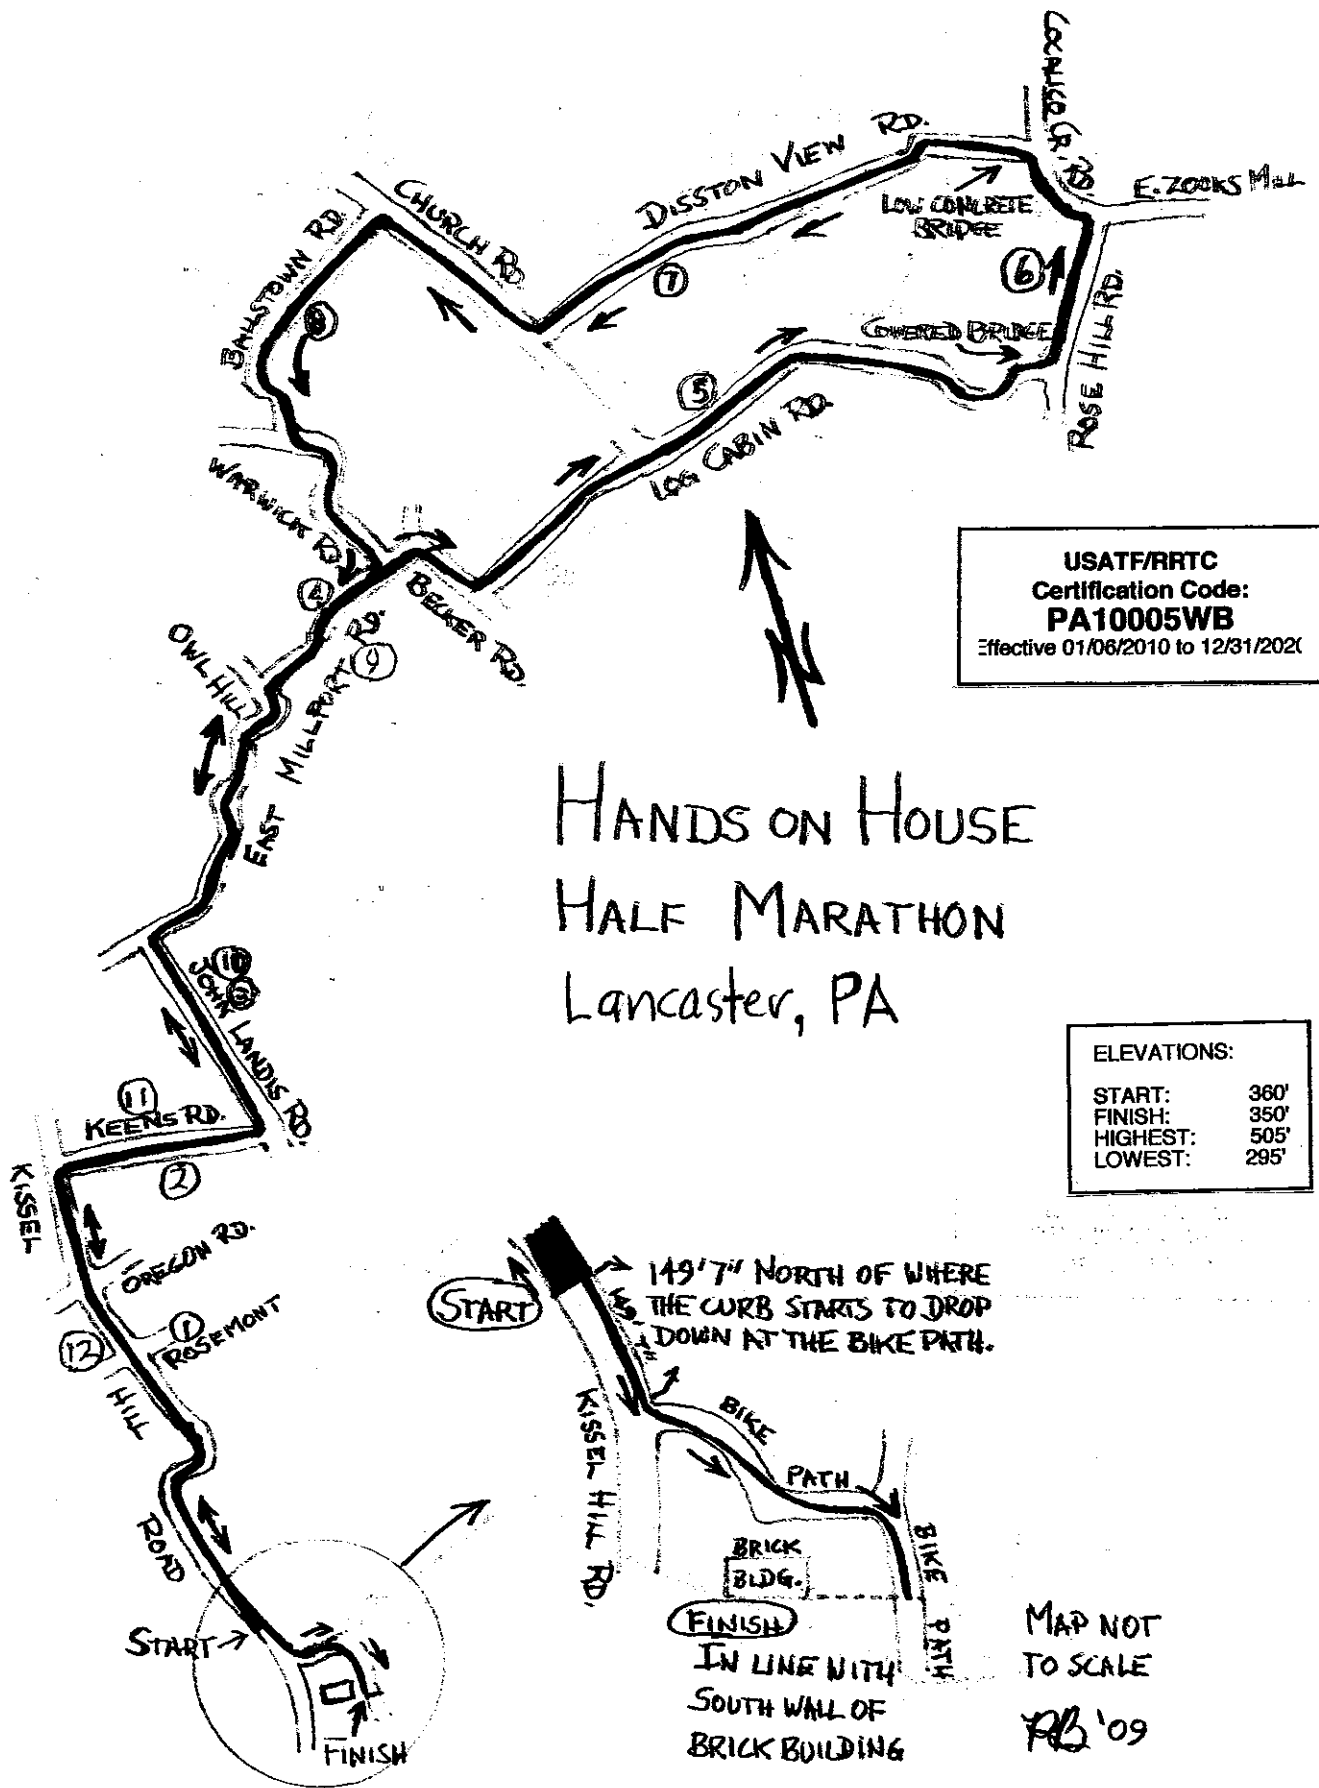 COCALICO CR. RD
DISSTON VIEW RD.
E. ZOOKS MILL
CHURCH RD
LOW CONCRETE
BRIDGE
BALLSTOWN RD.
7
6
8
COVERED BRIDGE
ROSE HILL RD.
5
LOG CABIN RD.
WARWICK RD
4
BECKER RD.
OWL HILL
9
EAST MILLPORT RD.
USATF/RRTC
Certification Code:
PA10005WB
Effective 01/06/2010 to 12/31/202
HANDS ON HOUSE
HALF MARATHON
Lancaster, PA
10
JOHN LANDIS RD
11
KEENS RD.
2
ELEVATIONS:
START: 360'
FINISH: 350'
HIGHEST: 505'
LOWEST: 295'
KISSEL HILL ROAD
OREGON RD.
1
ROSEMONT
12
START
149'7" NORTH OF WHERE
THE CURB STARTS TO DROP
DOWN AT THE BIKE PATH.
KISSEL HILL RD.
BIKE PATH
BIKE PATH
BRICK
BLDG.
FINISH
IN LINE WITH
SOUTH WALL OF
BRICK BUILDING
START
FINISH
MAP NOT
TO SCALE
'09